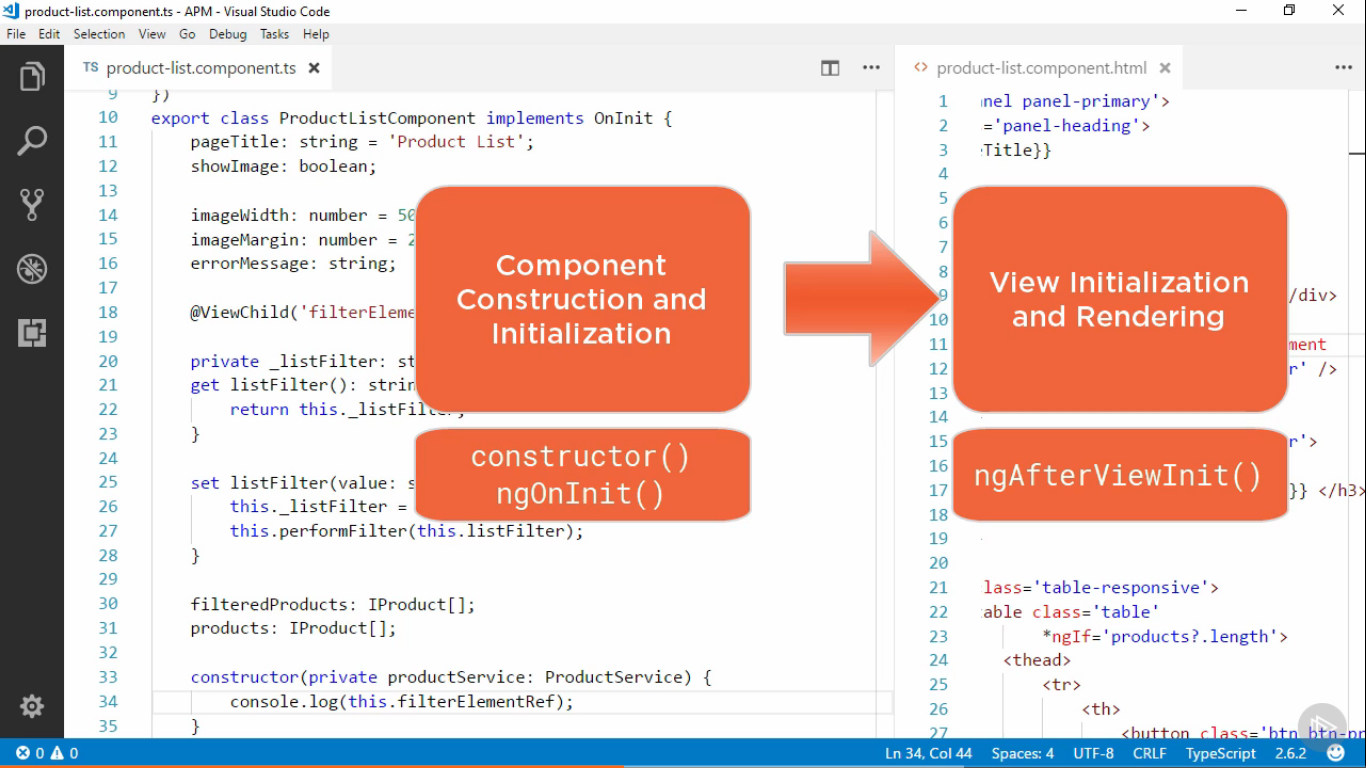 product-list.component.ts - APM - Visual Studio Code
File Edit Selection View Go Debug Tasks Help
TS product-list.component.ts
9 })
10 export class ProductListComponent implements OnInit {
11 pageTitle: string = 'Product List';
12 showImage: boolean;
13
14 imageWidth: number = 50
15 imageMargin: number = 2
16 errorMessage: string;
17
18 @ViewChild('filterEleme
19
20 private _listFilter: st
21 get listFilter(): strin
22 return this._listFilter;
23 }
24
25 set listFilter(value: s
26 this._listFilter =
27 this.performFilter(this.listFilter);
28 }
29
30 filteredProducts: IProduct[];
31 products: IProduct[];
32
33 constructor(private productService: ProductService) {
34 console.log(this.filterElementRef);
35 }
Component
Construction and
Initialization
constructor()
ngOnInit()
View Initialization
and Rendering
ngAfterViewInit()
<> product-list.component.html
1 nel panel-primary'>
2 ='panel-heading'>
3 Title}}
4
5
6
7
8
9 /div>
10
11 ment
12 r' />
13
14
15 r'>
16
17 }} </h3>
18
19
20
21 lass='table-responsive'>
22 able class='table'
23 *ngIf='products?.length'>
24 <thead>
25 <tr>
26 <th>
27 <button class='btn btn-pr
0 0
Ln 34, Col 44 Spaces: 4 UTF-8 CRLF TypeScript 2.6.2